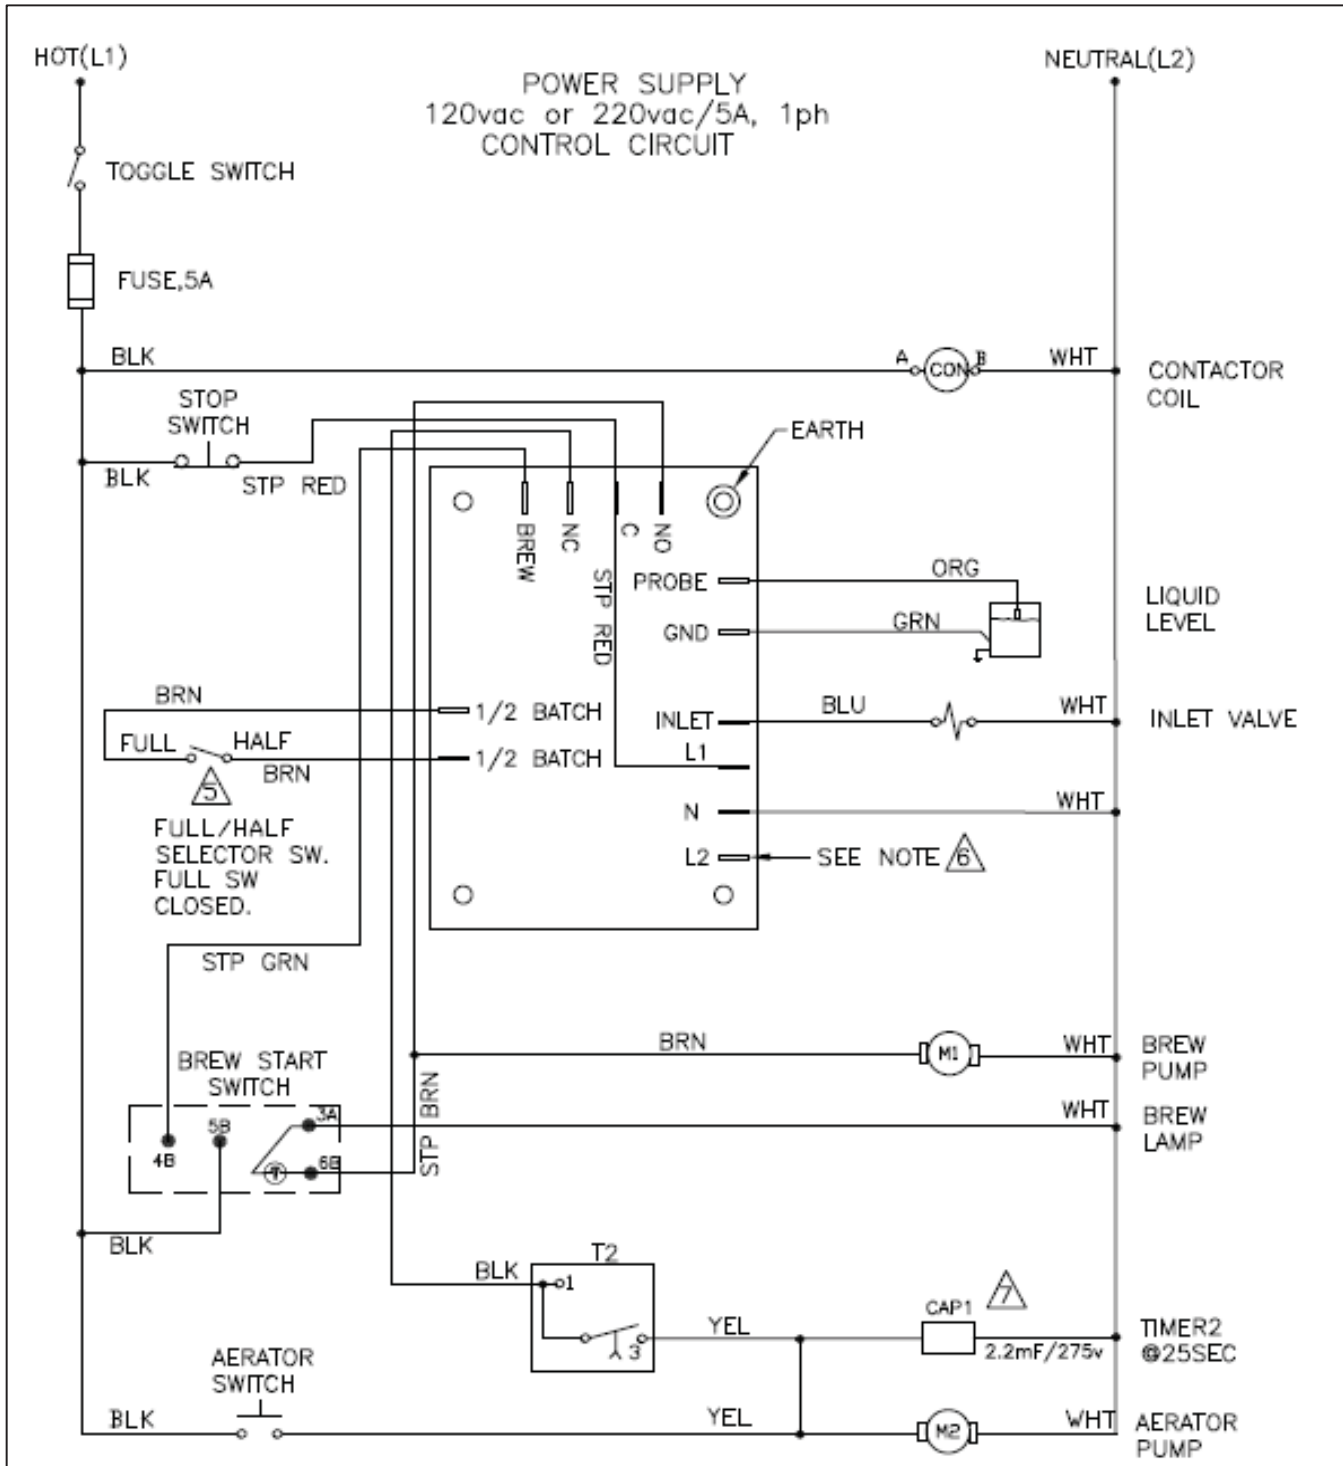 HOT(L1)
NEUTRAL(L2)
POWER SUPPLY
120vac or 220vac/5A, 1ph
CONTROL CIRCUIT
TOGGLE SWITCH
FUSE,5A
BLK
A
CON
B
WHT
CONTACTOR
COIL
STOP
SWITCH
BLK
STP RED
EARTH
BREW
NC
C
NO
STP RED
PROBE
ORG
GND
GRN
LIQUID
LEVEL
BRN
1/2 BATCH
INLET
BLU
WHT
INLET VALVE
FULL
HALF
BRN
1/2 BATCH
L1
5
N
WHT
FULL/HALF
SELECTOR SW.
FULL SW
CLOSED.
L2
SEE NOTE 6
STP GRN
BRN
M1
WHT
BREW
PUMP
BREW START
SWITCH
STP BRN
3A
WHT
BREW
LAMP
4B
5B
T
6B
BLK
T2
BLK
1
3
YEL
CAP1
7
2.2mF/275v
TIMER2
@25SEC
AERATOR
SWITCH
BLK
YEL
M2
WHT
AERATOR
PUMP